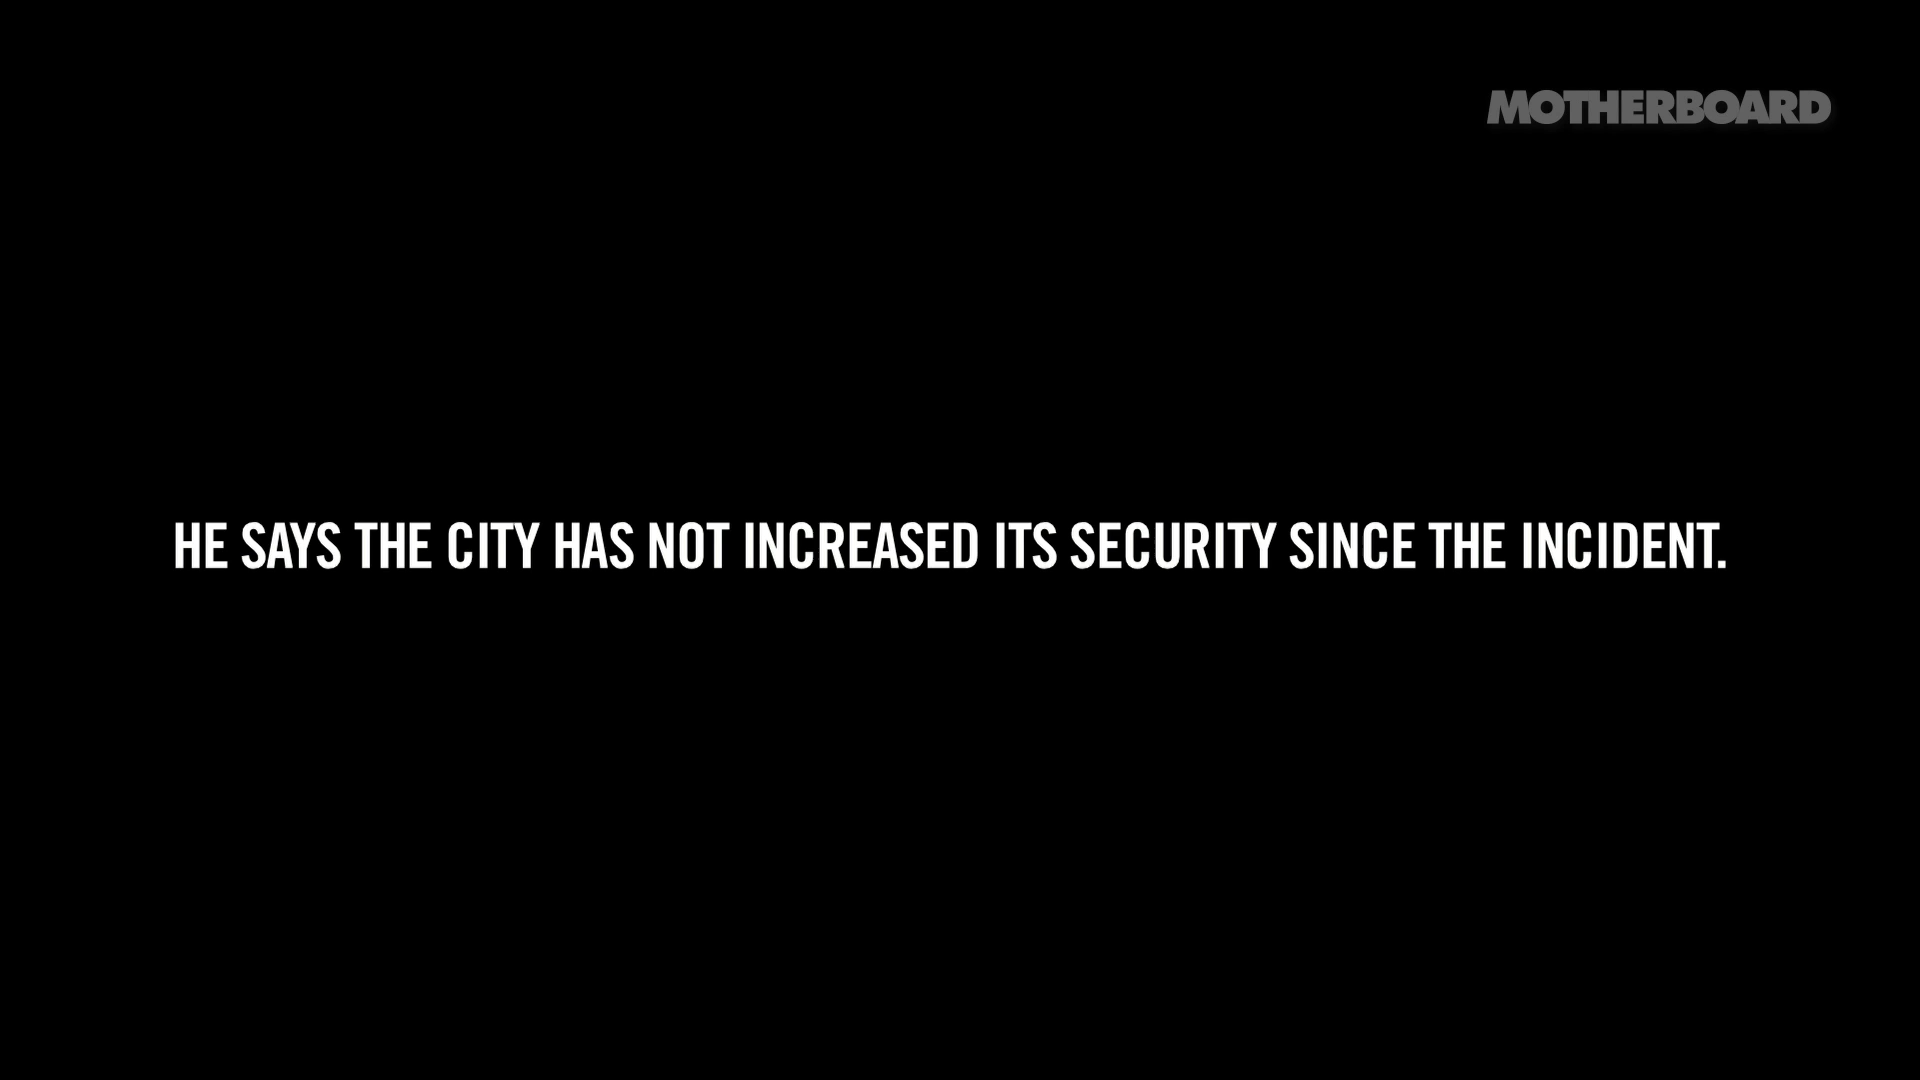 MOTHERBOARD
HE SAYS THE CITY HAS NOT INCREASED ITS SECURITY SINCE THE INCIDENT.